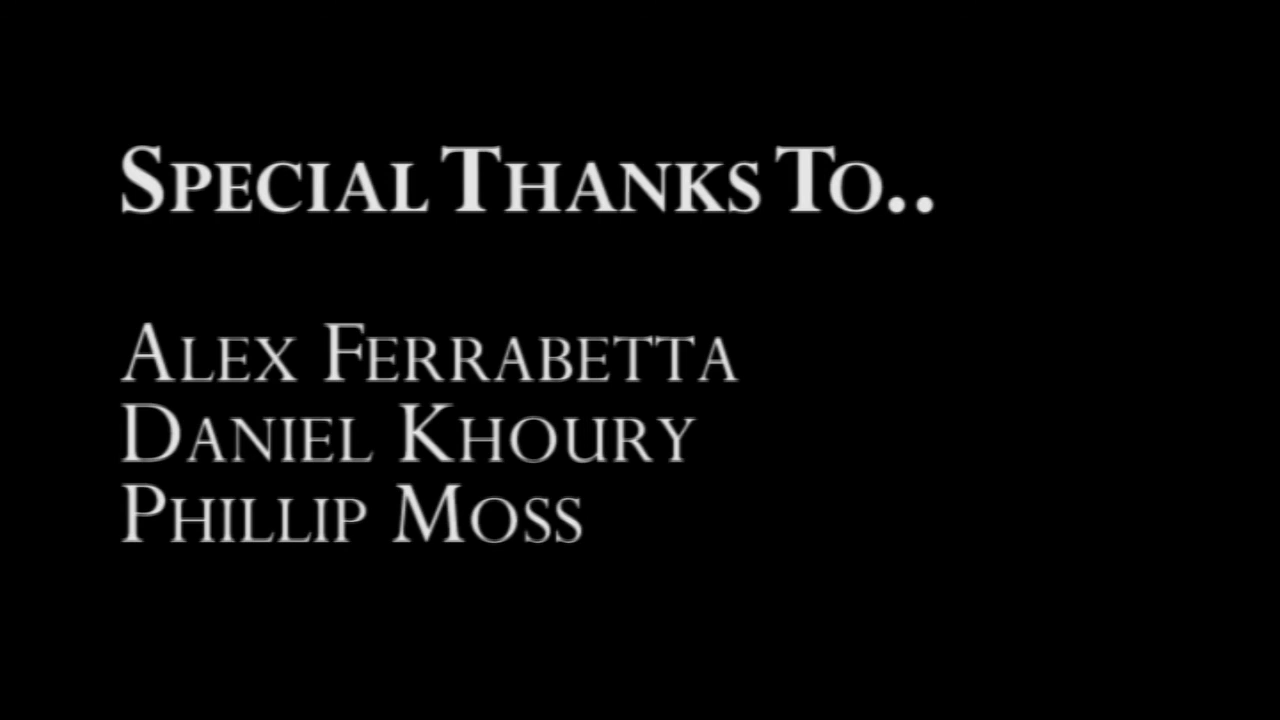 Special Thanks To..
Alex Ferrabetta
Daniel Khoury
Phillip Moss